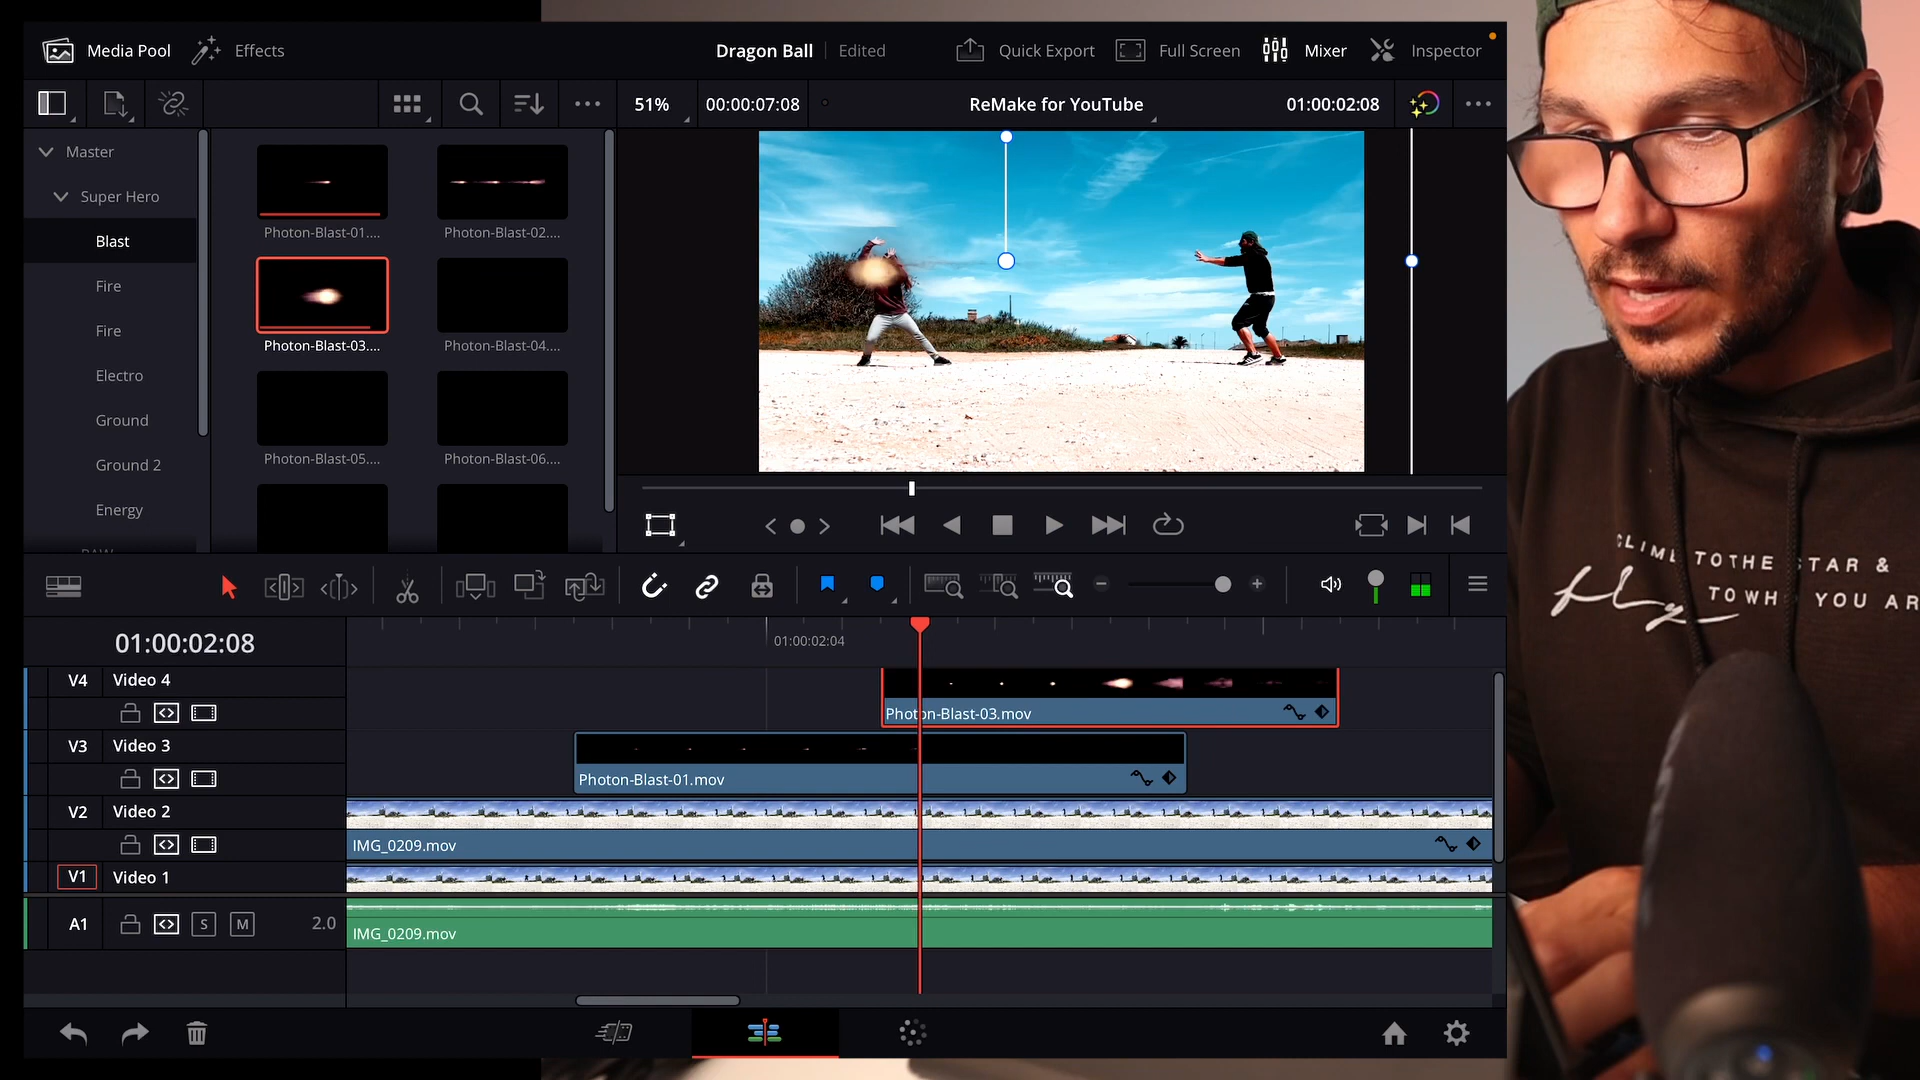 Media Pool
Effects
Dragon Ball
Edited
Quick Export
Full Screen
Mixer
Inspector
51%
00:00:07:08
ReMake for YouTube
01:00:02:08
Master
Super Hero
Blast
Fire
Fire
Electro
Ground
Ground 2
Energy
Photon-Blast-01....
Photon-Blast-02....
Photon-Blast-03....
Photon-Blast-04....
Photon-Blast-05....
Photon-Blast-06....
01:00:02:08
01:00:02:04
V4 Video 4
Photon-Blast-03.mov
V3 Video 3
Photon-Blast-01.mov
V2 Video 2
IMG_0209.mov
V1 Video 1
A1 S M 2.0
IMG_0209.mov
TO THE STAR &
fly
TO WH YOU AR